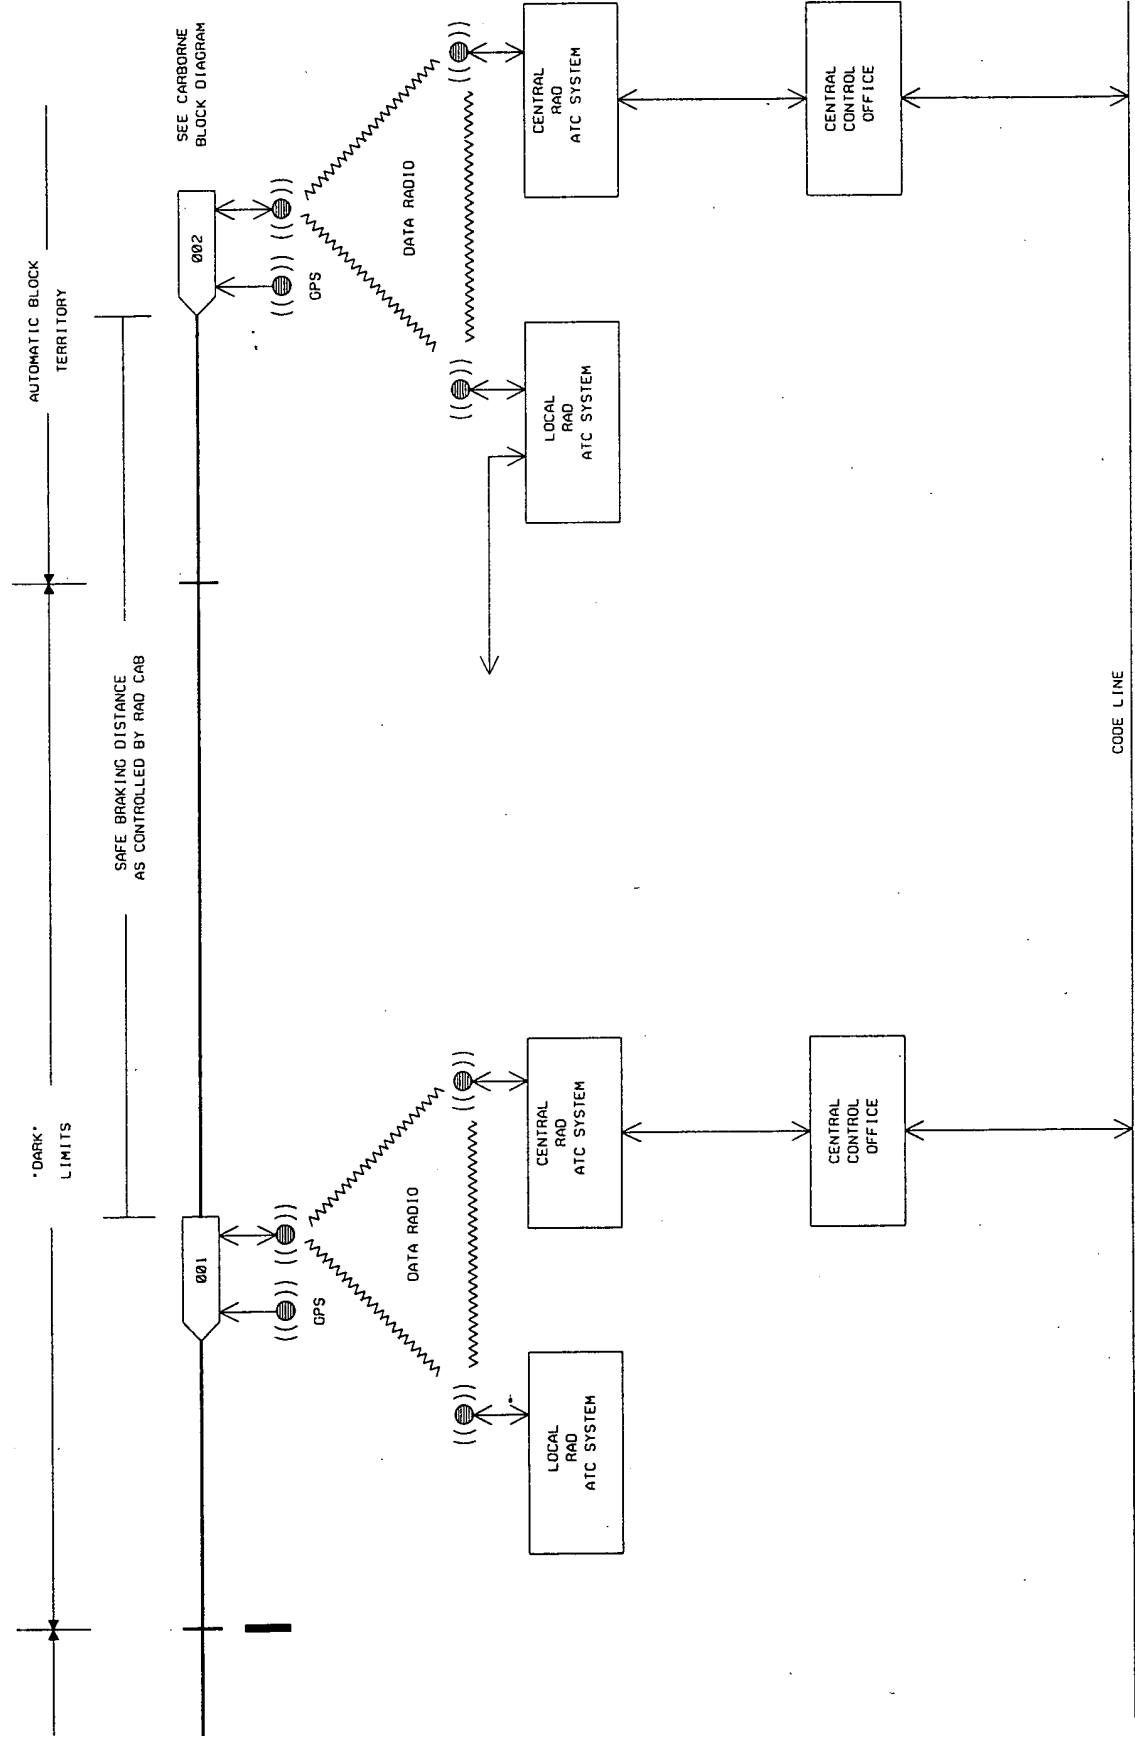 "DARK"
LIMITS
AUTOMATIC BLOCK
TERRITORY
SAFE BRAKING DISTANCE
AS CONTROLLED BY RAD CAB
SEE CARBORNE
BLOCK DIAGRAM
001
002
GPS
GPS
DATA RADIO
DATA RADIO
LOCAL
RAD
ATC SYSTEM
CENTRAL
RAD
ATC SYSTEM
LOCAL
RAD
ATC SYSTEM
CENTRAL
RAD
ATC SYSTEM
CENTRAL
CONTROL
OFFICE
CENTRAL
CONTROL
OFFICE
CODE LINE